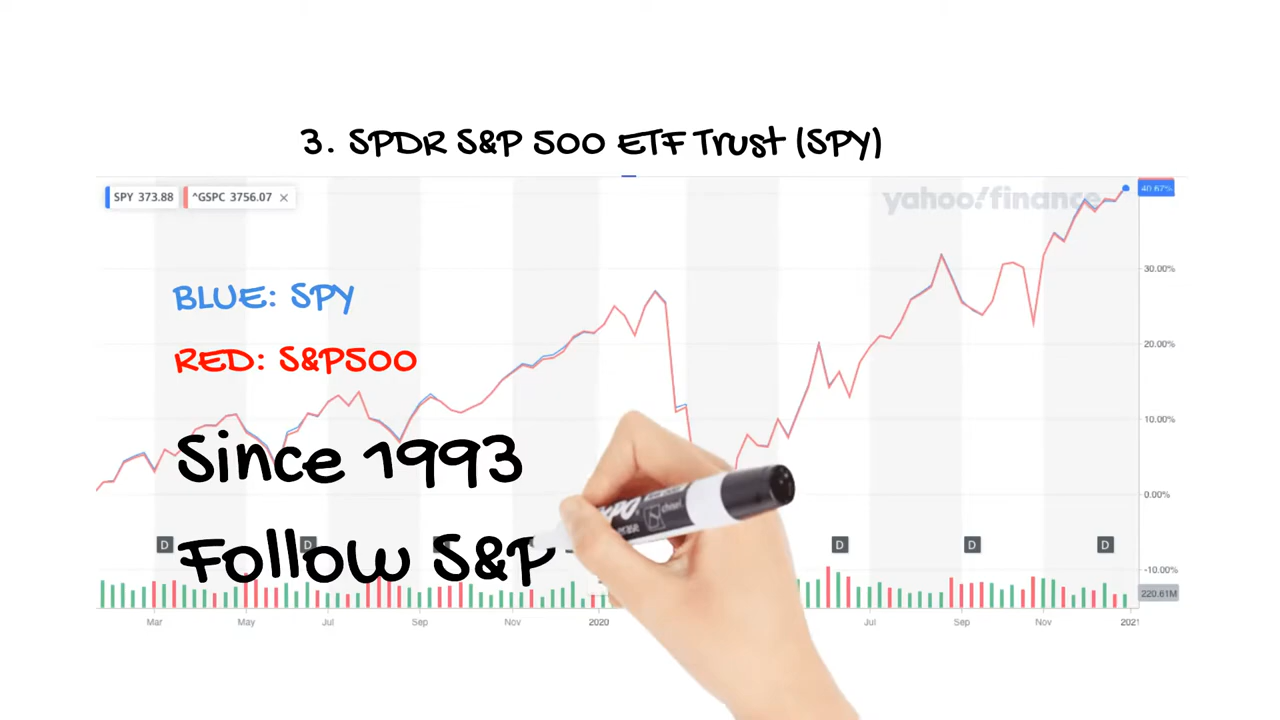 3. SPDR S&P 500 ETF Trust (SPY)
SPY 373.88 ^GSPC 3756.07 ×
yahoo!finance
40.67%
BLUE: SPY
30.00%
RED: S&P500
20.00%
10.00%
Since 1993
0.00%
Follow S&P
D D D D D
-10.00%
220.61M
Mar May Jul Sep Nov 2020 Jul Sep Nov 2021